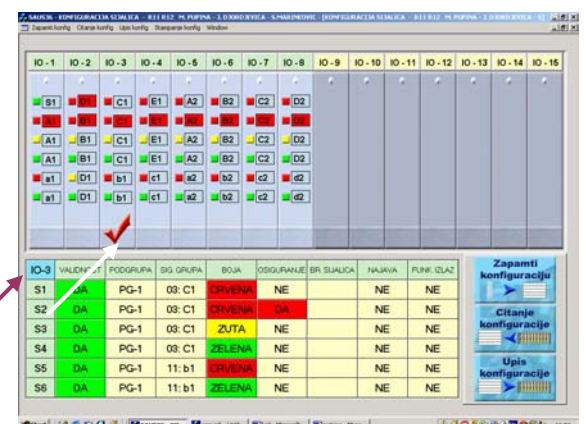 Zapamti konfig Citanje konfig Upis konfig Stampanje konfig Window
IO - 1 IO - 2 IO - 3 IO - 4 IO - 5 IO - 6 IO - 7 IO - 8 IO - 9 IO - 10 IO - 11 IO - 12 IO - 13 IO - 14 IO - 15
S1 D1 C1 E1 A2 B2 C2 D2
A1 B1 C1 E1 A2 B2 C2 D2
A1 B1 C1 E1 A2 B2 C2 D2
A1 B1 C1 E1 A2 B2 C2 D2
a1 D1 b1 c1 a2 b2 c2 d2
a1 D1 b1 c1 a2 b2 c2 d2
IO-3 VALIDNOST PODGRUPA SIG. GRUPA BOJA OSIGURANJE BR. SIJALICA NAJAVA FUNK. IZLAZ
S1 DA PG-1 03: C1 CRVENA NE NE NE
S2 DA PG-1 03: C1 CRVENA DA NE NE
S3 DA PG-1 03: C1 ZUTA NE NE NE
S4 DA PG-1 03: C1 ZELENA NE NE NE
S5 DA PG-1 11: b1 CRVENA NE NE NE
S6 DA PG-1 11: b1 ZELENA NE NE NE
Zapamti
konfiguraciju
Citanje
konfiguracije
Upis
konfiguracije